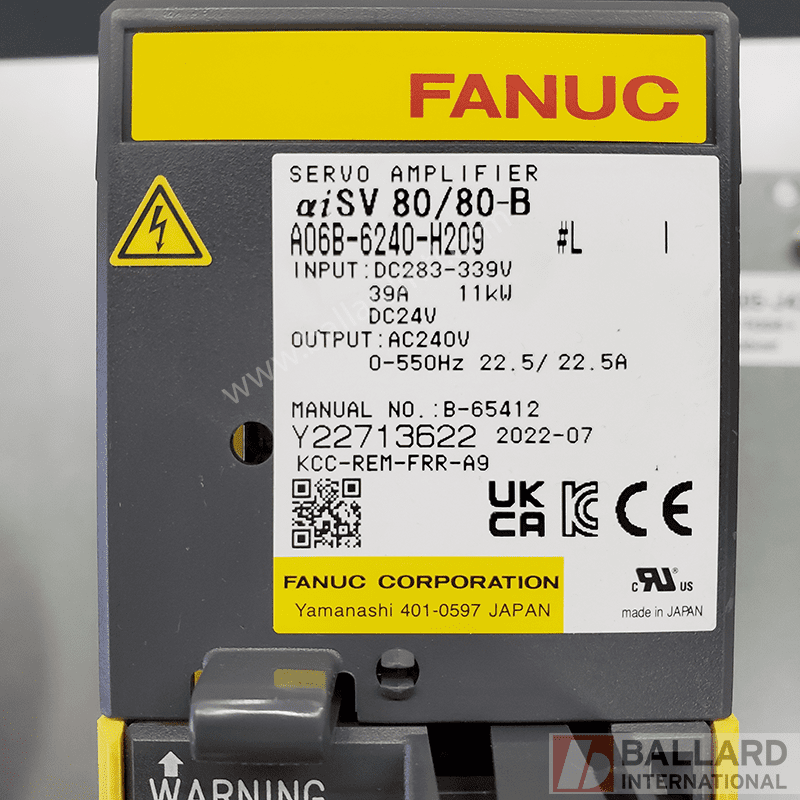 FANUC
SERVO AMPLIFIER
αiSV 80/80-B
A06B-6240-H209 #L I
INPUT:DC283-339V
39A 11kW
DC24V
OUTPUT:AC240V
0-550Hz 22.5/ 22.5A
MANUAL NO.:B-65412
Y22713622 2022-07
KCC-REM-FRR-A9
UK
CA
CE
FANUC CORPORATION
Yamanashi 401-0597 JAPAN
c RU US
made in JAPAN
WARNING
BALLARD
INTERNATIONAL